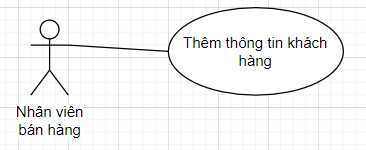 Thêm thông tin khách
hàng
Nhân viên
bán hàng